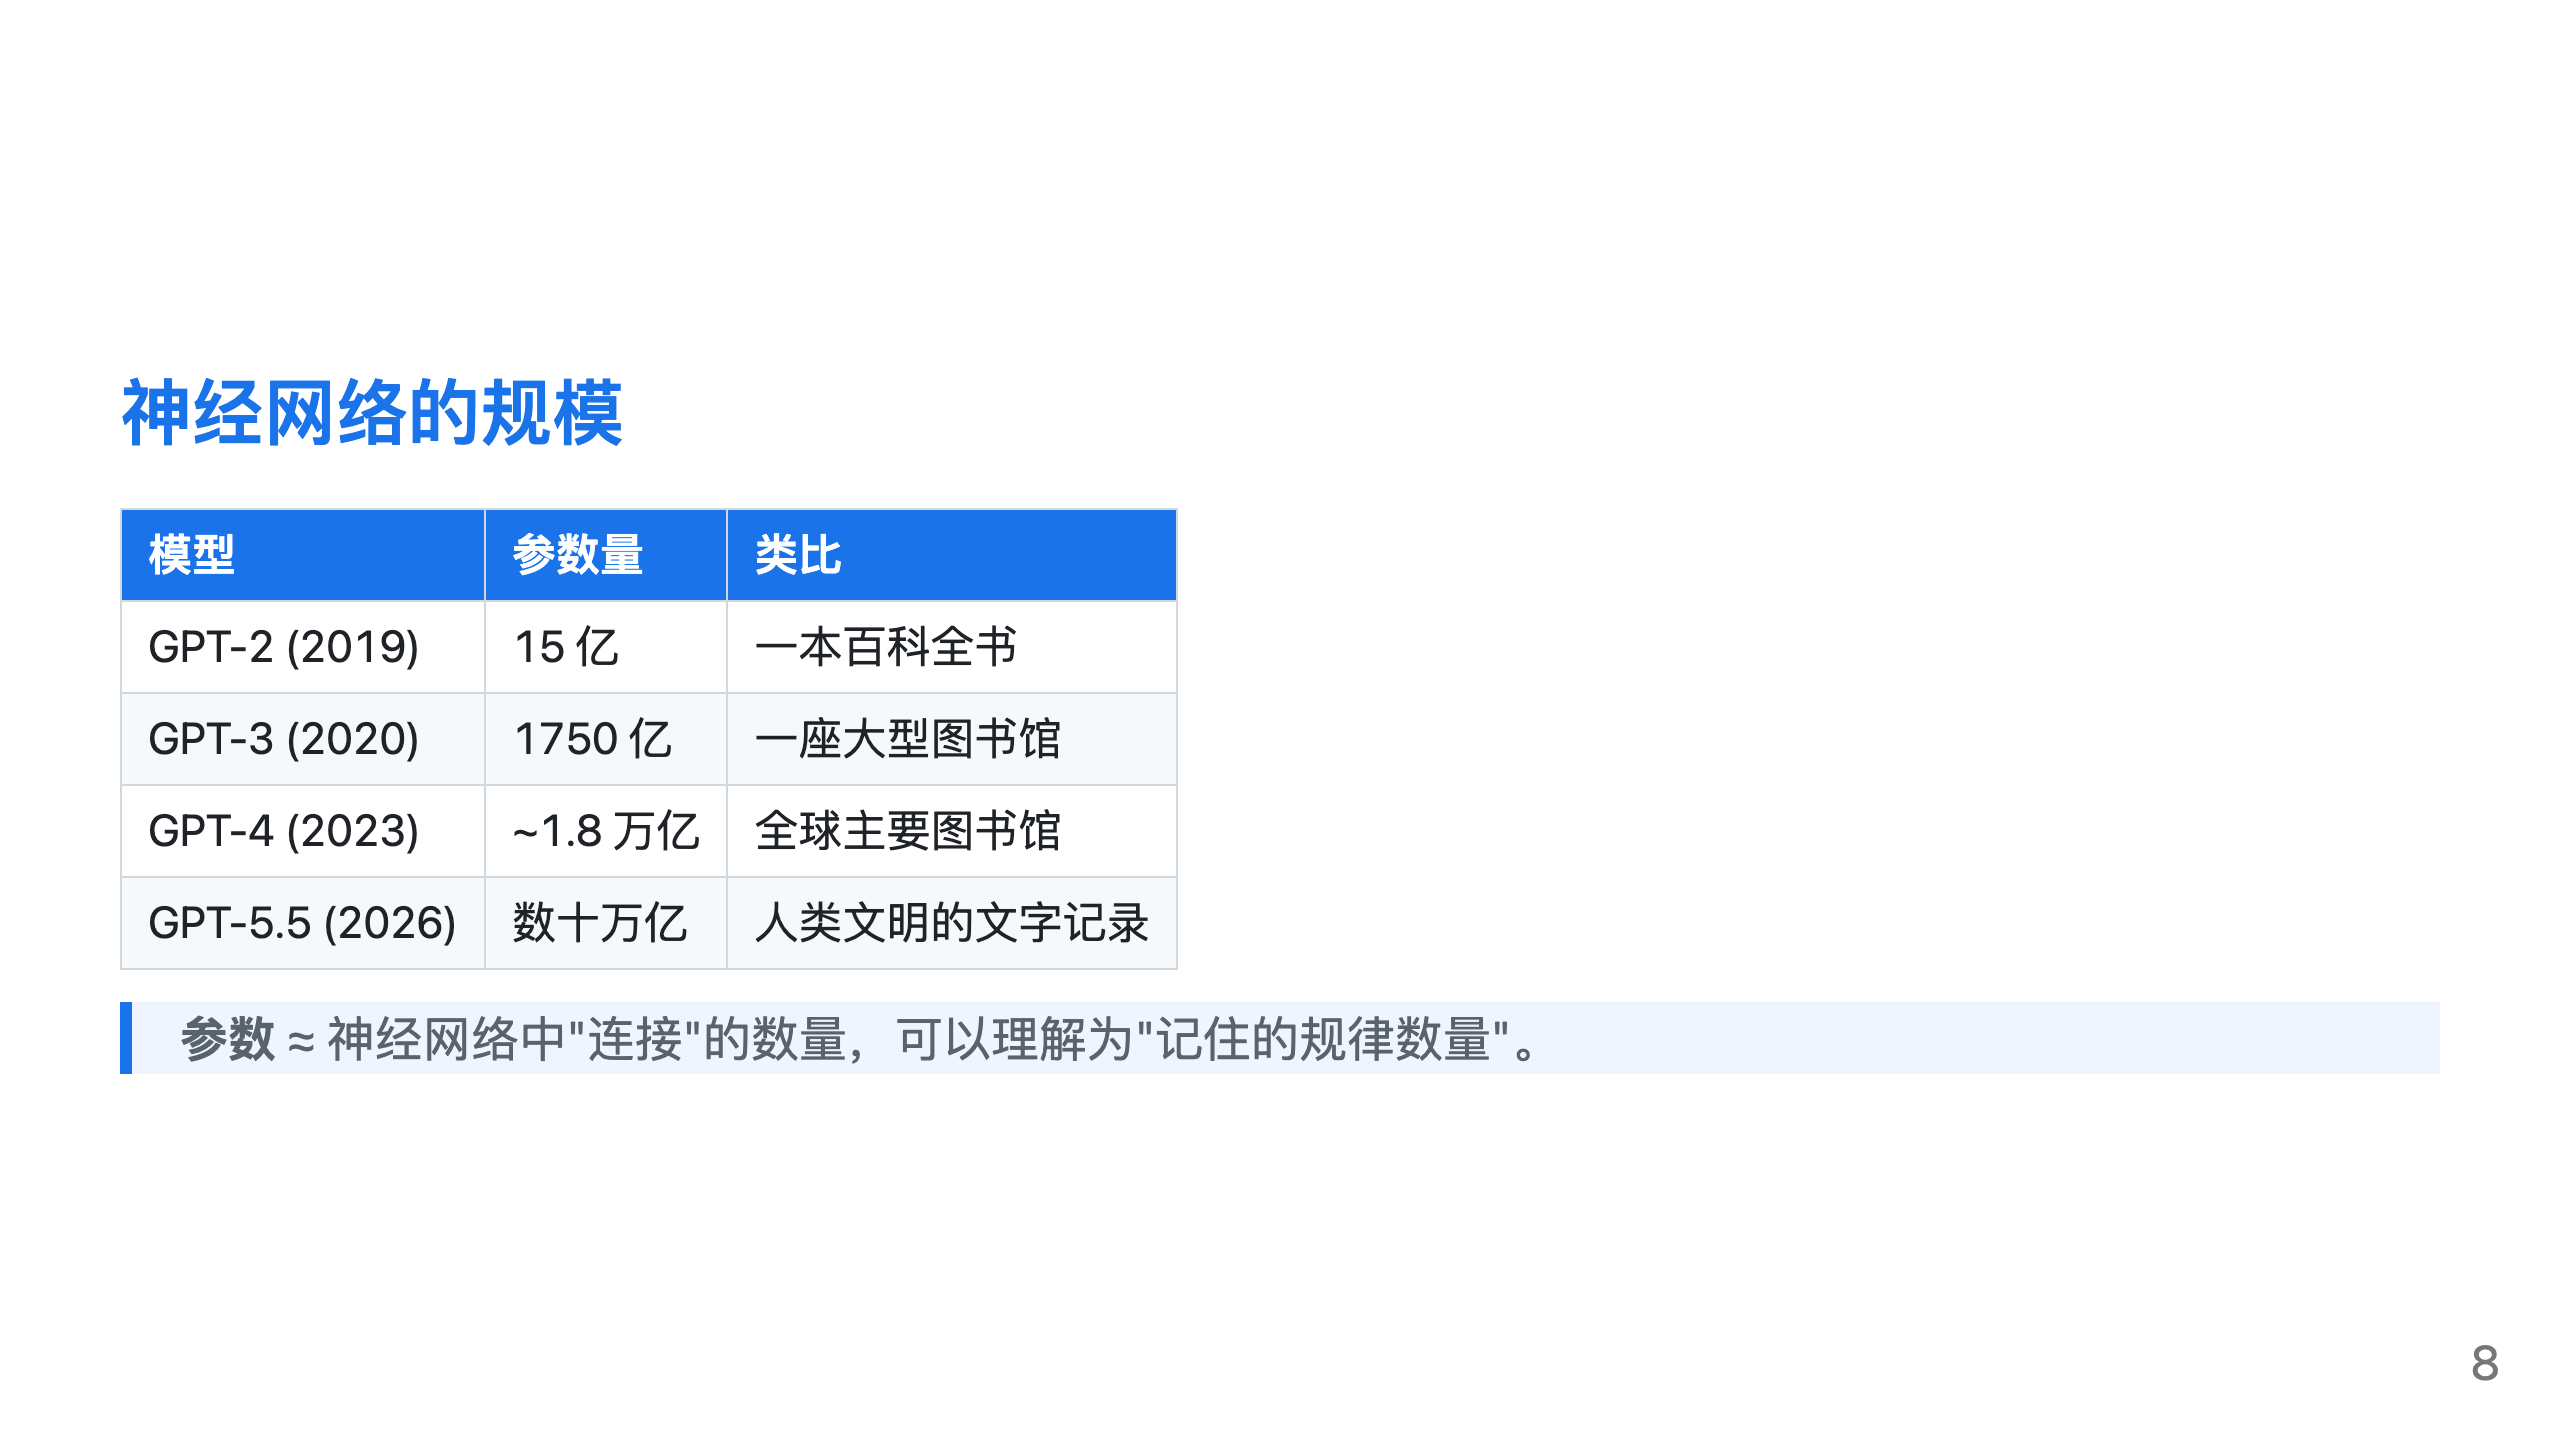 神经网络的规模
模型 参数量 类比
GPT-2 (2019) 15 亿 一本百科全书
GPT-3 (2020) 1750 亿 一座大型图书馆
GPT-4 (2023) ~1.8 万亿 全球主要图书馆
GPT-5.5 (2026) 数十万亿 人类文明的文字记录
参数 ≈ 神经网络中"连接"的数量，可以理解为"记住的规律数量"。
8